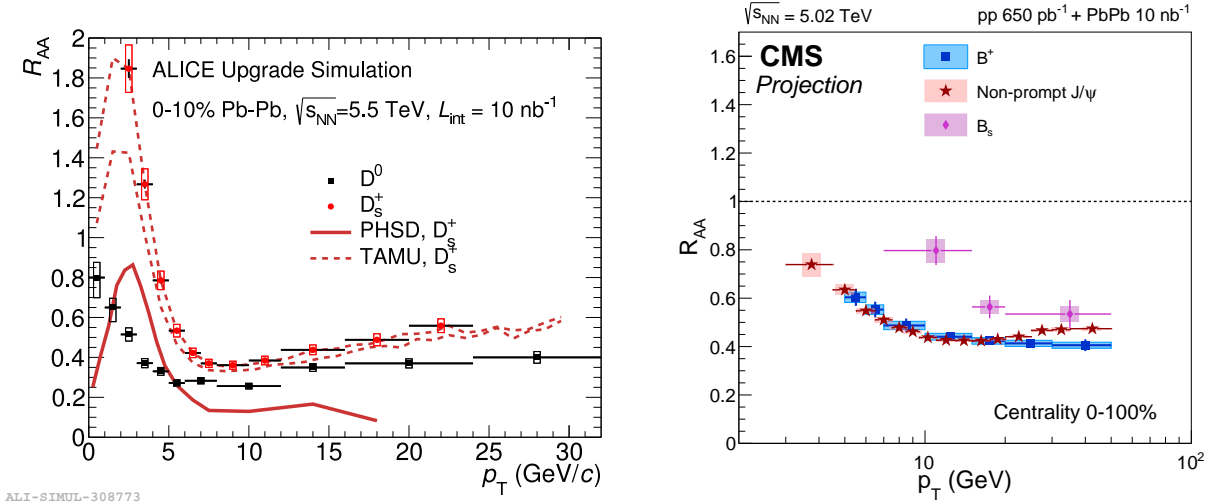 R_AA
2
1.8
1.6
1.4
1.2
1
0.8
0.6
0.4
0.2
0
ALICE Upgrade Simulation
0-10% Pb-Pb, √s_NN=5.5 TeV, L_int = 10 nb⁻¹
D⁰
D_s⁺
PHSD, D_s⁺
TAMU, D_s⁺
0 5 10 15 20 25 30
p_T (GeV/c)
ALI-SIMUL-308773
√s_NN = 5.02 TeV pp 650 pb⁻¹ + PbPb 10 nb⁻¹
CMS
Projection
B⁺
Non-prompt J/ψ
B_s
R_AA
1.6
1.4
1.2
1
0.8
0.6
0.4
0.2
0
Centrality 0-100%
10 10²
p_T (GeV)